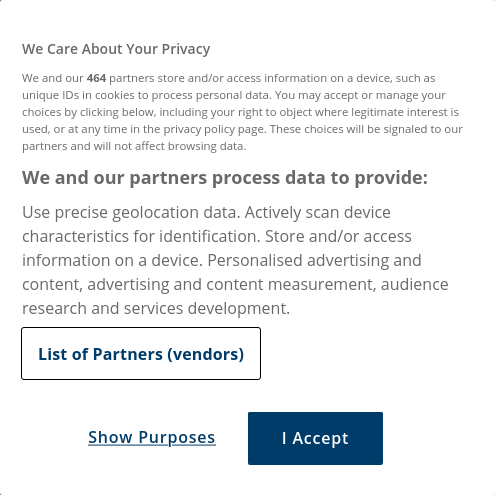 We Care About Your Privacy
We and our 464 partners store and/or access information on a device, such as
unique IDs in cookies to process personal data. You may accept or manage your
choices by clicking below, including your right to object where legitimate interest is
used, or at any time in the privacy policy page. These choices will be signaled to our
partners and will not affect browsing data.
We and our partners process data to provide:
Use precise geolocation data. Actively scan device
characteristics for identification. Store and/or access
information on a device. Personalised advertising and
content, advertising and content measurement, audience
research and services development.
List of Partners (vendors)
Show Purposes
I Accept